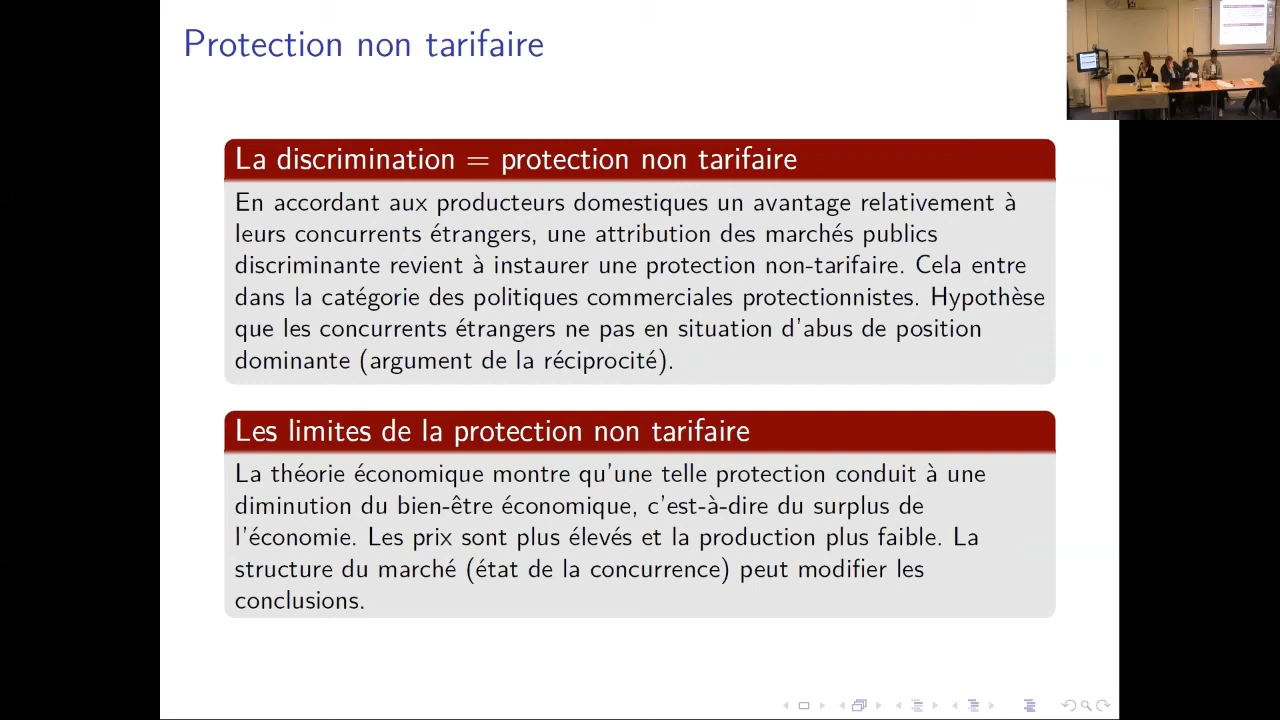 Protection non tarifaire
La discrimination = protection non tarifaire
En accordant aux producteurs domestiques un avantage relativement à
leurs concurrents étrangers, une attribution des marchés publics
discriminante revient à instaurer une protection non-tarifaire. Cela entre
dans la catégorie des politiques commerciales protectionnistes. Hypothèse
que les concurrents étrangers ne pas en situation d'abus de position
dominante (argument de la réciprocité).
Les limites de la protection non tarifaire
La théorie économique montre qu'une telle protection conduit à une
diminution du bien-être économique, c'est-à-dire du surplus de
l'économie. Les prix sont plus élevés et la production plus faible. La
structure du marché (état de la concurrence) peut modifier les
conclusions.